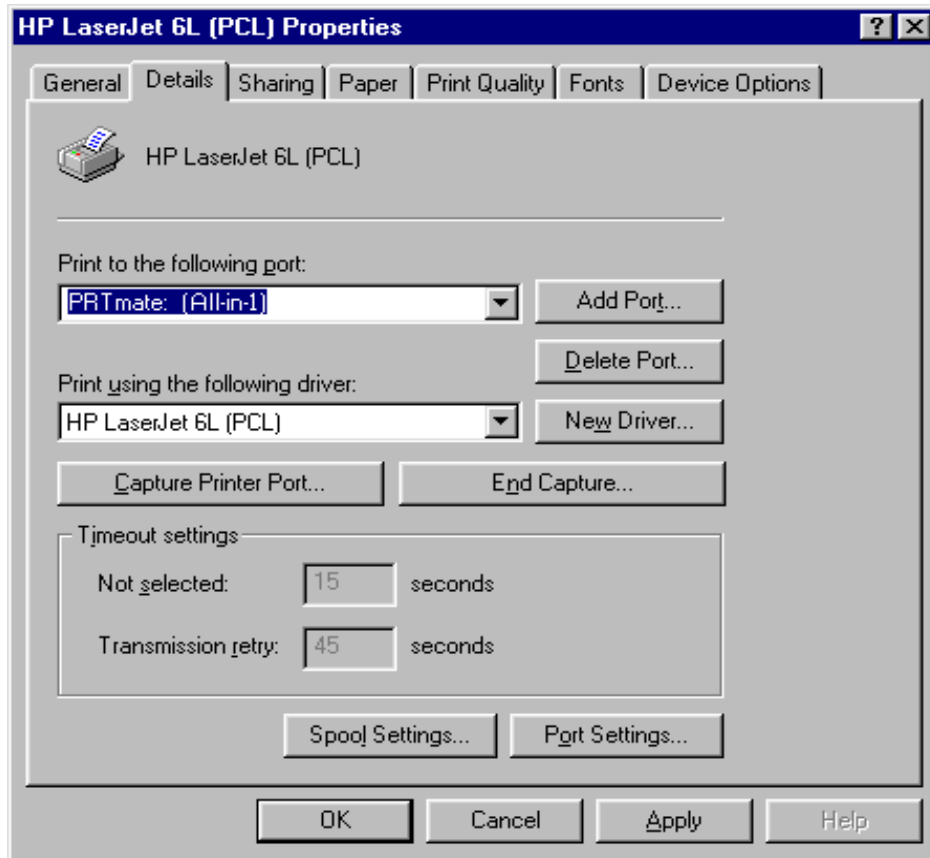 HP LaserJet 6L (PCL) Properties
General Details Sharing Paper Print Quality Fonts Device Options
HP LaserJet 6L (PCL)
Print to the following port:
PRTmate: (All-in-1) Add Port...
Delete Port...
Print using the following driver:
HP LaserJet 6L (PCL) New Driver...
Capture Printer Port... End Capture...
Timeout settings
Not selected: 15 seconds
Transmission retry: 45 seconds
Spool Settings... Port Settings...
OK Cancel Apply Help